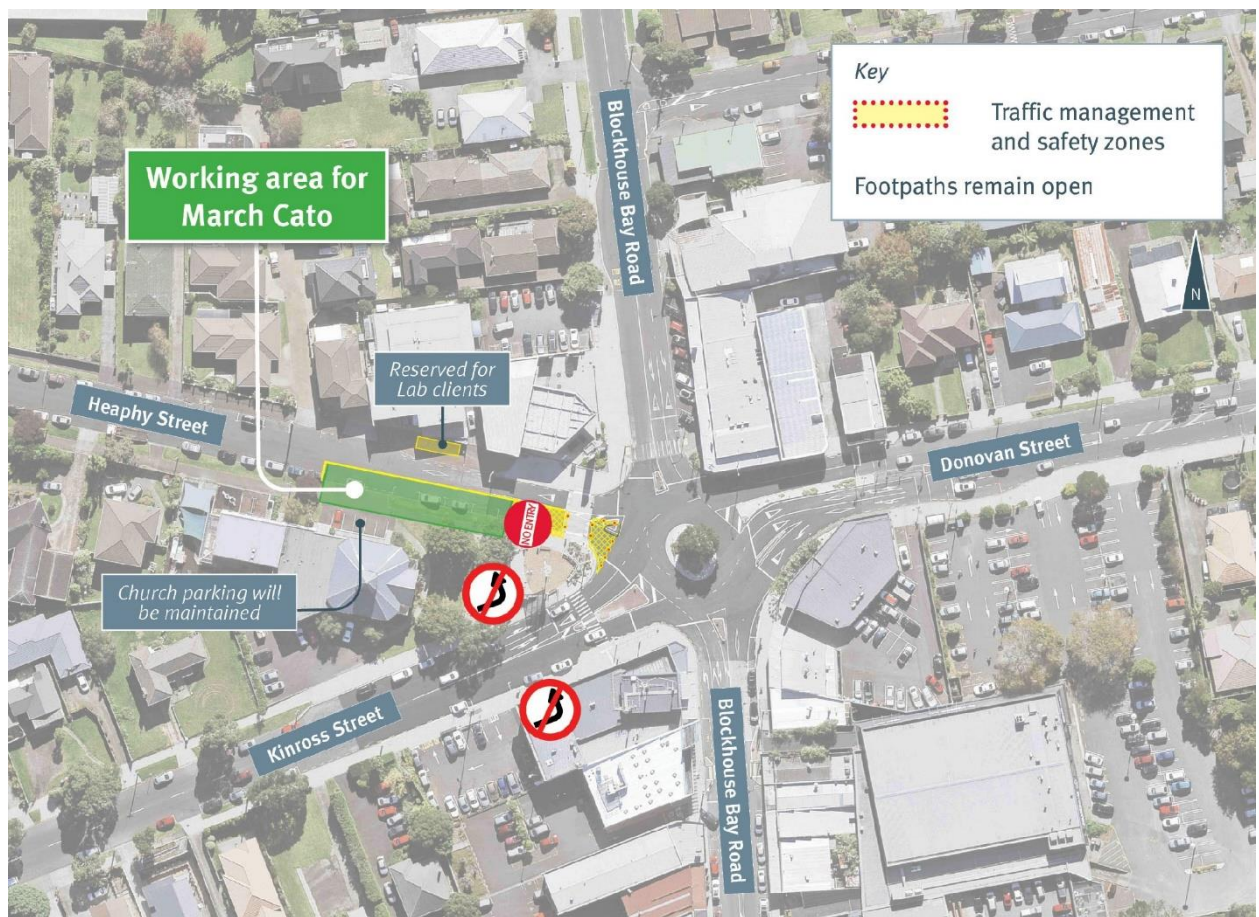 Key
Traffic management
and safety zones
Footpaths remain open
N
Blockhouse Bay Road
Working area for
March Cato
Reserved for
Lab clients
Heaphy Street
Donovan Street
NO ENTRY
Church parking will
be maintained
Kinross Street
Blockhouse Bay Road